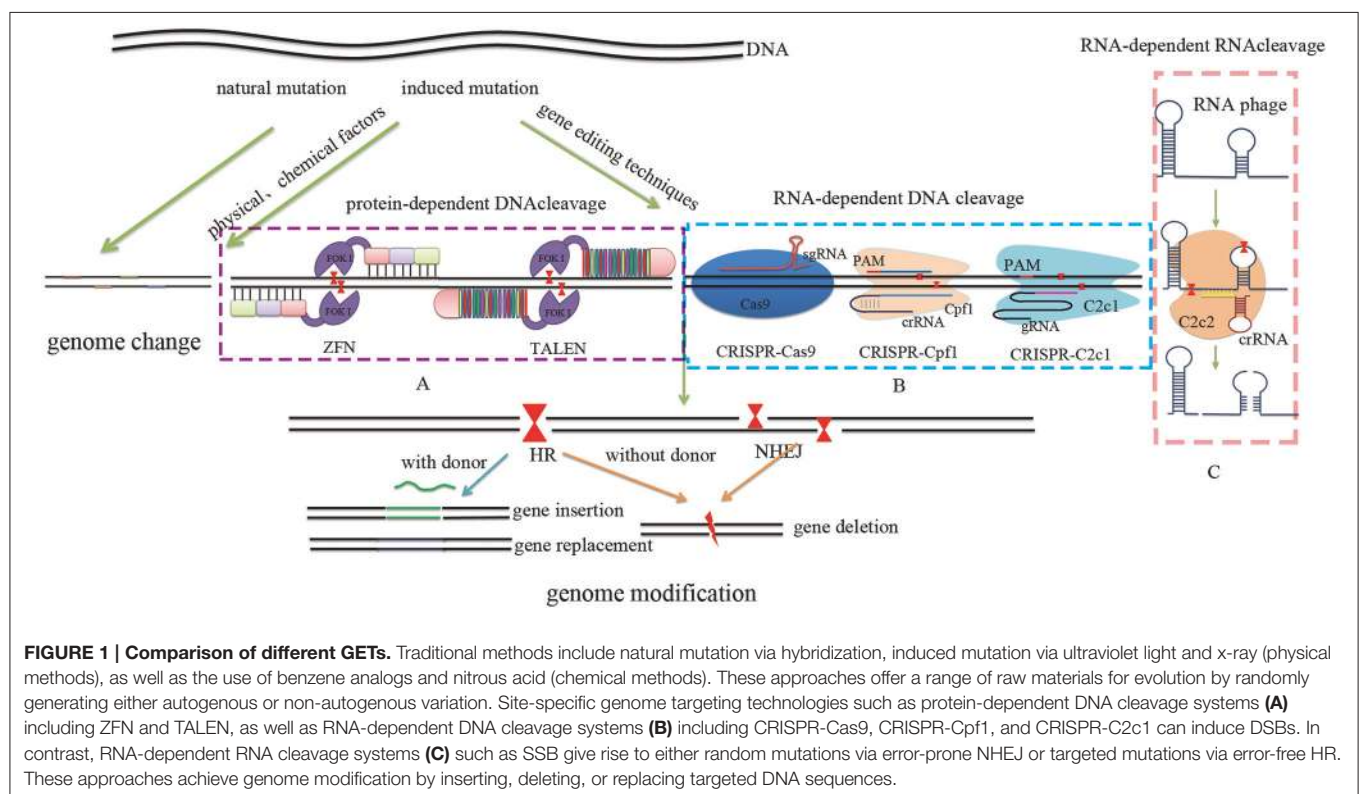 DNA
RNA-dependent RNAcleavage
natural mutation
induced mutation
RNA phage
physical、chemical factors
gene editing techniques
protein-dependent DNAcleavage
RNA-dependent DNA cleavage
FOK I
FOK I
sgRNA
PAM
PAM
Cas9
Cpf1
C2c1
FOK I
FOK I
crRNA
gRNA
C2c2
crRNA
genome change
ZFN
TALEN
CRISPR-Cas9
CRISPR-Cpf1
CRISPR-C2c1
A
B
C
HR
NHEJ
with donor
without donor
gene insertion
gene deletion
gene replacement
genome modification
FIGURE 1 | Comparison of different GETs. Traditional methods include natural mutation via hybridization, induced mutation via ultraviolet light and x-ray (physical
methods), as well as the use of benzene analogs and nitrous acid (chemical methods). These approaches offer a range of raw materials for evolution by randomly
generating either autogenous or non-autogenous variation. Site-specific genome targeting technologies such as protein-dependent DNA cleavage systems (A)
including ZFN and TALEN, as well as RNA-dependent DNA cleavage systems (B) including CRISPR-Cas9, CRISPR-Cpf1, and CRISPR-C2c1 can induce DSBs. In
contrast, RNA-dependent RNA cleavage systems (C) such as SSB give rise to either random mutations via error-prone NHEJ or targeted mutations via error-free HR.
These approaches achieve genome modification by inserting, deleting, or replacing targeted DNA sequences.